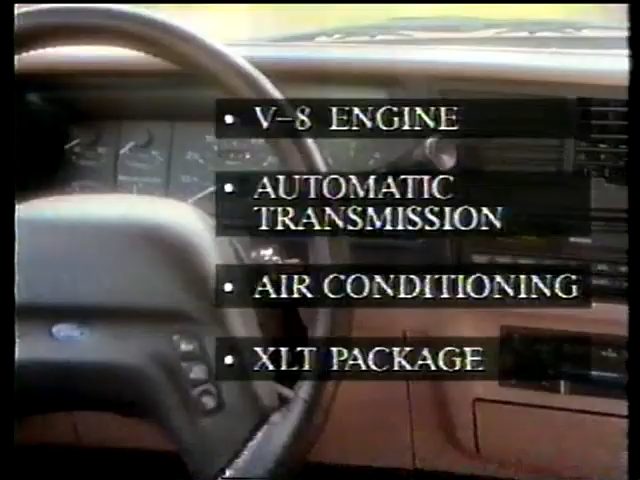 • V-8 ENGINE
• AUTOMATIC
TRANSMISSION
• AIR CONDITIONING
• XLT PACKAGE